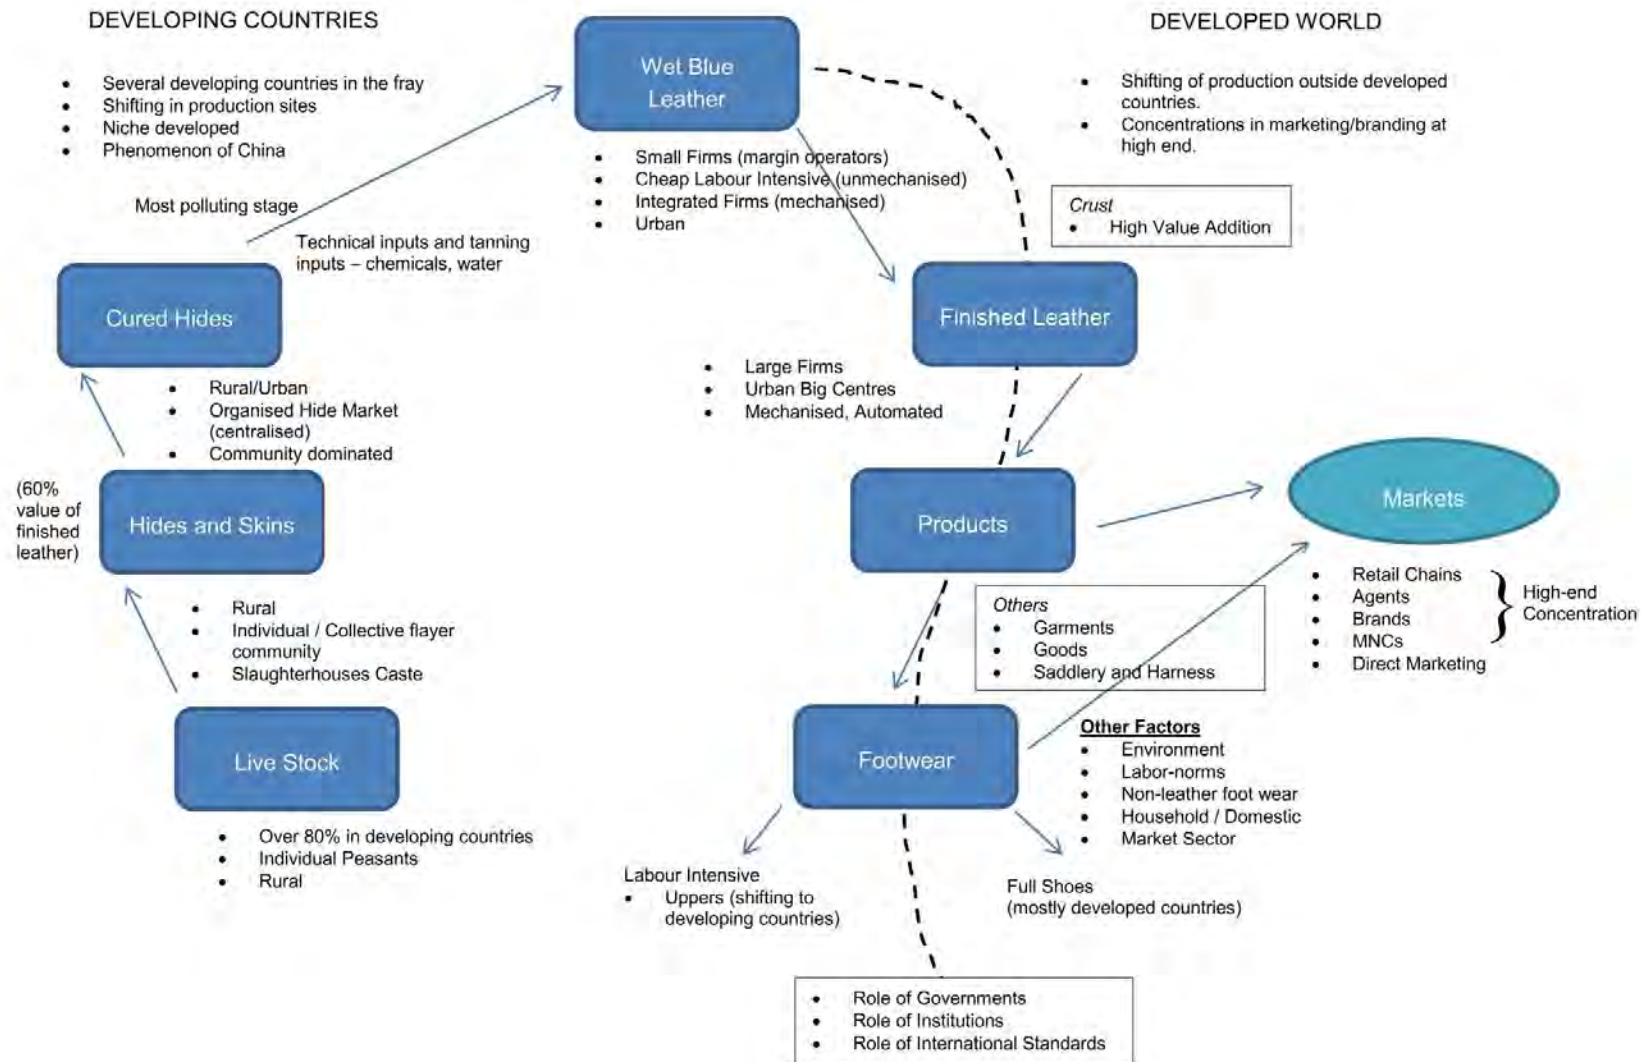 DEVELOPING COUNTRIES
• Several developing countries in the fray
• Shifting in production sites
• Niche developed
• Phenomenon of China
Most polluting stage
Technical inputs and tanning
inputs – chemicals, water
Cured Hides
• Rural/Urban
• Organised Hide Market
(centralised)
• Community dominated
(60%
value of
finished
leather)
Hides and Skins
• Rural
• Individual / Collective flayer
community
• Slaughterhouses Caste
Live Stock
• Over 80% in developing countries
• Individual Peasants
• Rural
Wet Blue
Leather
• Small Firms (margin operators)
• Cheap Labour Intensive (unmechanised)
• Integrated Firms (mechanised)
• Urban
DEVELOPED WORLD
• Shifting of production outside developed
countries.
• Concentrations in marketing/branding at
high end.
Crust
• High Value Addition
Finished Leather
• Large Firms
• Urban Big Centres
• Mechanised, Automated
Products
Markets
• Retail Chains
• Agents
• Brands
• MNCs
• Direct Marketing
High-end
Concentration
Others
• Garments
• Goods
• Saddlery and Harness
Footwear
Other Factors
• Environment
• Labor-norms
• Non-leather foot wear
• Household / Domestic
• Market Sector
Labour Intensive
• Uppers (shifting to
developing countries)
Full Shoes
(mostly developed countries)
• Role of Governments
• Role of Institutions
• Role of International Standards